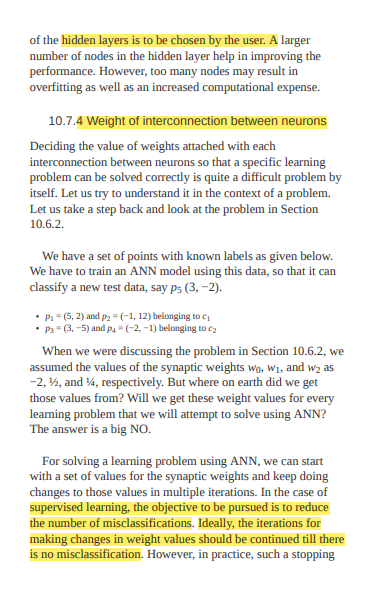 of the hidden layers is to be chosen by the user. A larger
number of nodes in the hidden layer help in improving the
performance. However, too many nodes may result in
overfitting as well as an increased computational expense.
10.7.4 Weight of interconnection between neurons
Deciding the value of weights attached with each
interconnection between neurons so that a specific learning
problem can be solved correctly is quite a difficult problem by
itself. Let us try to understand it in the context of a problem.
Let us take a step back and look at the problem in Section
10.6.2.
We have a set of points with known labels as given below.
We have to train an ANN model using this data, so that it can
classify a new test data, say p₅ (3, −2).
• p₁ = (5, 2) and p₂ = (−1, 12) belonging to c₁
• p₃ = (3, −5) and p₄ = (−2, −1) belonging to c₂
When we were discussing the problem in Section 10.6.2, we
assumed the values of the synaptic weights w₀, w₁, and w₂ as
−2, ½, and ¼, respectively. But where on earth did we get
those values from? Will we get these weight values for every
learning problem that we will attempt to solve using ANN?
The answer is a big NO.
For solving a learning problem using ANN, we can start
with a set of values for the synaptic weights and keep doing
changes to those values in multiple iterations. In the case of
supervised learning, the objective to be pursued is to reduce
the number of misclassifications. Ideally, the iterations for
making changes in weight values should be continued till there
is no misclassification. However, in practice, such a stopping